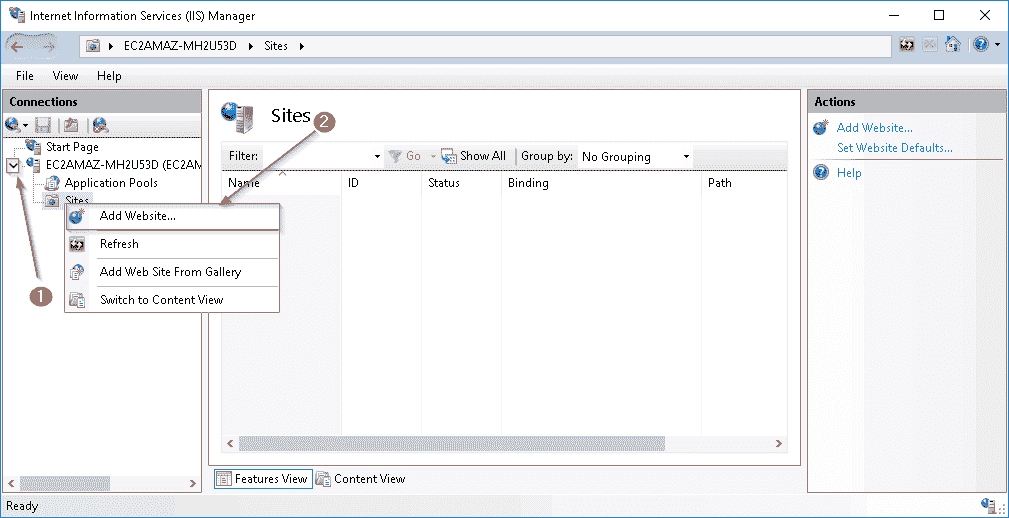 Internet Information Services (IIS) Manager
EC2AMAZ-MH2U53D Sites
File View Help
Connections
Start Page
EC2AMAZ-MH2U53D (EC2AM
Application Pools
Sites
Add Website...
Refresh
Add Web Site From Gallery
Switch to Content View
1
Sites
2
Filter: Go Show All Group by: No Grouping
Name ID Status Binding Path
Features View Content View
Actions
Add Website...
Set Website Defaults...
Help
Ready